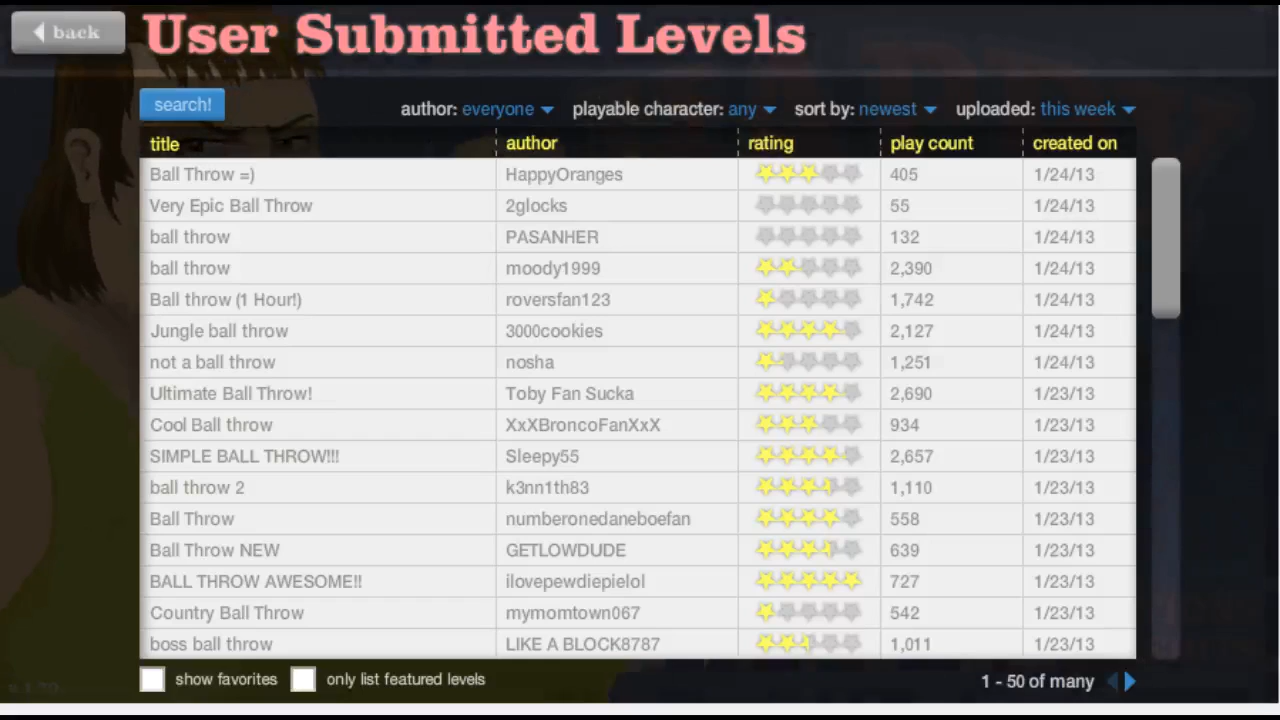 back
User Submitted Levels
search!
author: everyone playable character: any sort by: newest uploaded: this week
title author rating play count created on
Ball Throw =) HappyOranges 405 1/24/13
Very Epic Ball Throw 2glocks 55 1/24/13
ball throw PASANHER 132 1/24/13
ball throw moody1999 2,390 1/24/13
Ball throw (1 Hour!) roversfan123 1,742 1/24/13
Jungle ball throw 3000cookies 2,127 1/24/13
not a ball throw nosha 1,251 1/24/13
Ultimate Ball Throw! Toby Fan Sucka 2,690 1/23/13
Cool Ball throw XxXBroncoFanXxX 934 1/23/13
SIMPLE BALL THROW!!! Sleepy55 2,657 1/23/13
ball throw 2 k3nn1th83 1,110 1/23/13
Ball Throw numberonedaneboefan 558 1/23/13
Ball Throw NEW GETLOWDUDE 639 1/23/13
BALL THROW AWESOME!! ilovepewdiepielol 727 1/23/13
Country Ball Throw mymomtown067 542 1/23/13
boss ball throw LIKE A BLOCK8787 1,011 1/23/13
show favorites only list featured levels 1 - 50 of many